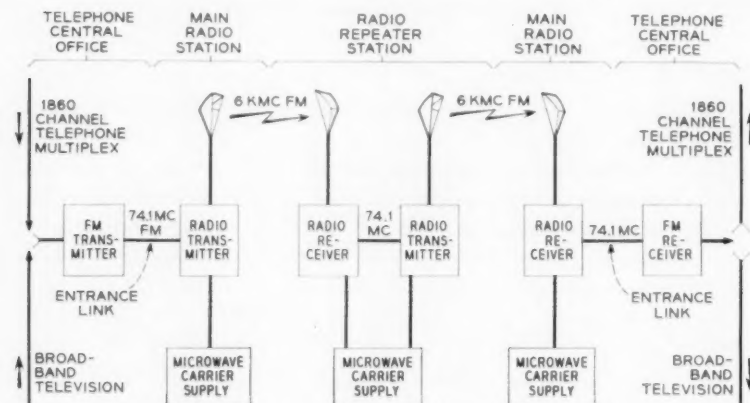 TELEPHONE
CENTRAL
OFFICE
MAIN
RADIO
STATION
RADIO
REPEATER
STATION
MAIN
RADIO
STATION
TELEPHONE
CENTRAL
OFFICE
1860
CHANNEL
TELEPHONE
MULTIPLEX
6 KMC FM
6 KMC FM
1860
CHANNEL
TELEPHONE
MULTIPLEX
FM
TRANS-
MITTER
74.1 MC
FM
RADIO
TRANS-
MITTER
RADIO
RE-
CEIVER
74.1
MC
RADIO
TRANS-
MITTER
RADIO
RE-
CEIVER
74.1 MC
FM
RE-
CEIVER
ENTRANCE
LINK
ENTRANCE
LINK
BROAD-
BAND
TELEVISION
MICROWAVE
CARRIER
SUPPLY
MICROWAVE
CARRIER SUPPLY
MICROWAVE
CARRIER
SUPPLY
BROAD-
BAND
TELEVISION